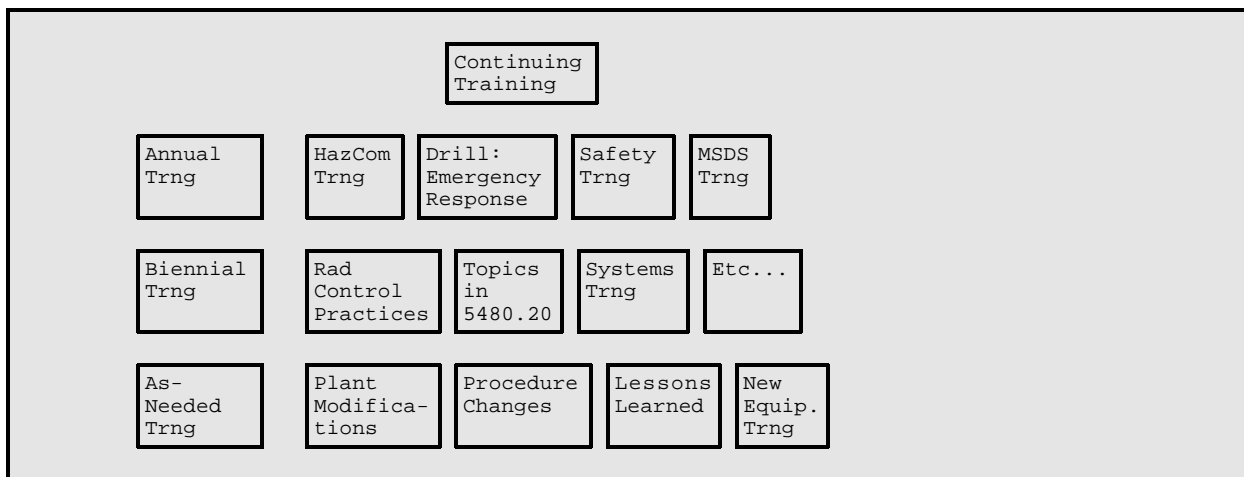 Continuing
Training
Annual
Trng
HazCom
Trng
Drill:
Emergency
Response
Safety
Trng
MSDS
Trng
Biennial
Trng
Rad
Control
Practices
Topics
in
5480.20
Systems
Trng
Etc...
As-
Needed
Trng
Plant
Modifica-
tions
Procedure
Changes
Lessons
Learned
New
Equip.
Trng